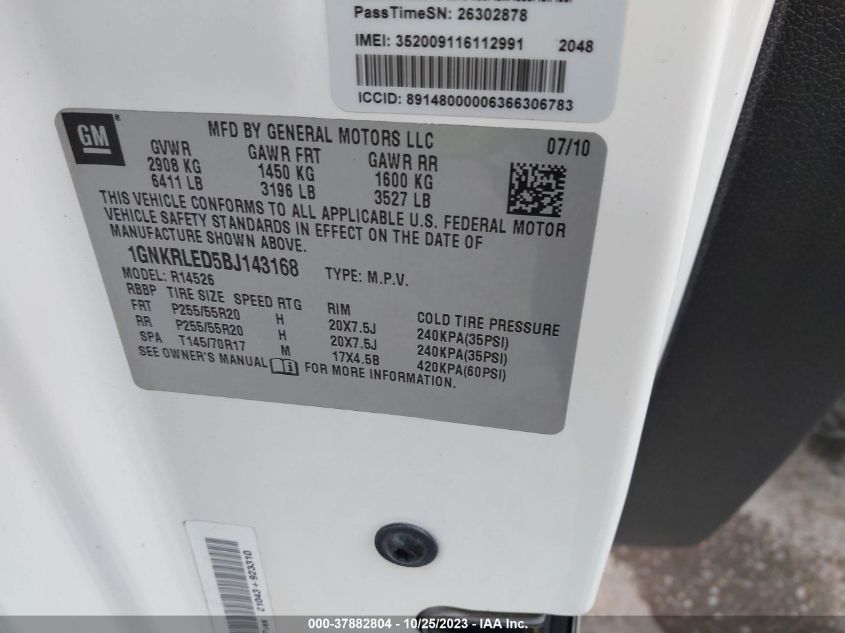 PassTimeSN: 26302878
IMEI: 352009116112991 2048
ICCID: 89148000006366306783
GM
MFD BY GENERAL MOTORS LLC 07/10
GVWR GAWR FRT GAWR RR
2908 KG 1450 KG 1600 KG
6411 LB 3196 LB 3527 LB
THIS VEHICLE CONFORMS TO ALL APPLICABLE U.S. FEDERAL MOTOR
VEHICLE SAFETY STANDARDS IN EFFECT ON THE DATE OF
MANUFACTURE SHOWN ABOVE.
1GNKRLED5BJ143168 TYPE: M.P.V.
MODEL: R14526
RBBP TIRE SIZE SPEED RTG RIM COLD TIRE PRESSURE
FRT P255/55R20 H 20X7.5J 240KPA(35PSI)
RR P255/55R20 H 20X7.5J 240KPA(35PSI)
SPA T145/70R17 M 17X4.5B 420KPA(60PSI)
SEE OWNER'S MANUAL FOR MORE INFORMATION.
21043 + 923310
000-37882804 - 10/25/2023 - IAA, Inc.